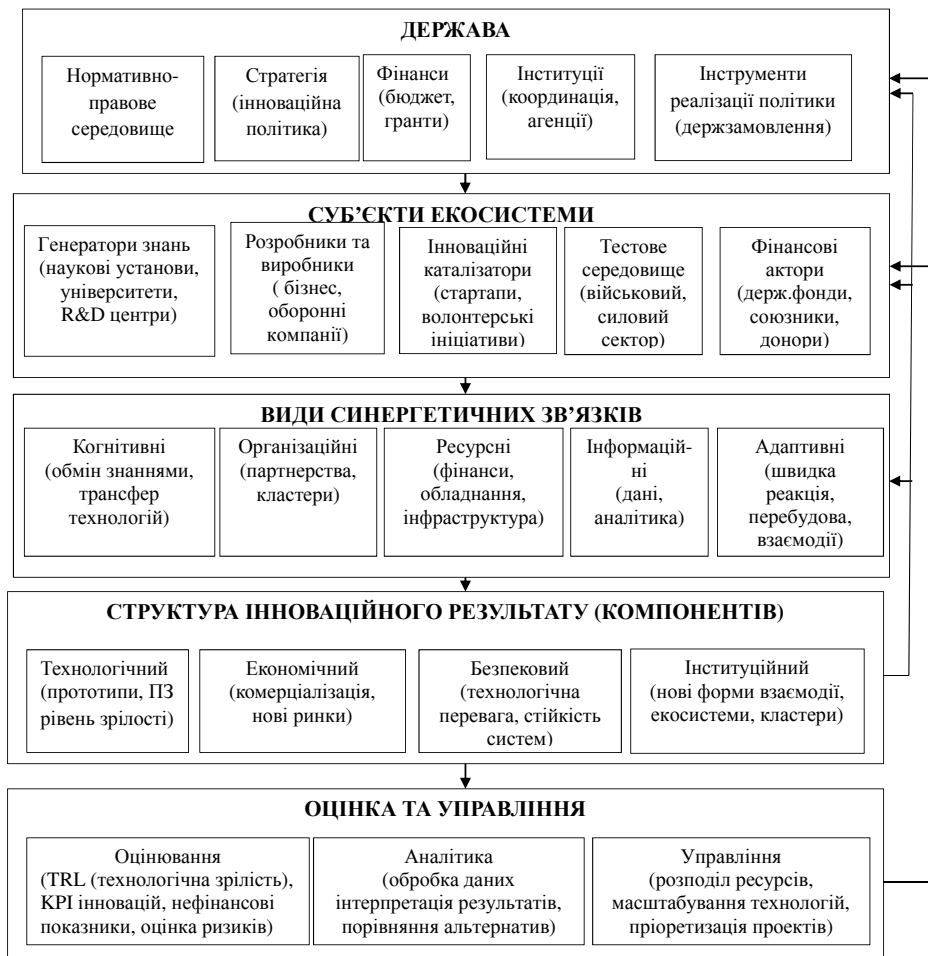 ДЕРЖАВА
Нормативно-
правове
середовище
Стратегія
(інноваційна
політика)
Фінанси
(бюджет,
гранти)
Інституції
(координація,
агенції)
Інструменти
реалізації політики
(держзамовлення)
СУБ’ЄКТИ ЕКОСИСТЕМИ
Генератори знань
(наукові установи,
університети,
R&D центри)
Розробники та
виробники
( бізнес,
оборонні
компанії)
Інноваційні
каталізатори
(стартапи,
волонтерські
ініціативи)
Тестове
середовище
(військовий,
силовий
сектор)
Фінансові
актори
(держ.фонди,
союзники,
донори)
ВИДИ СИНЕРГЕТИЧНИХ ЗВ’ЯЗКІВ
Когнітивні
(обмін знаннями,
трансфер
технологій)
Організаційні
(партнерства,
кластери)
Ресурсні
(фінанси,
обладнання,
інфраструктура)
Інформацій-
ні
(дані,
аналітика)
Адаптивні
(швидка
реакція,
перебудова,
взаємодії)
СТРУКТУРА ІННОВАЦІЙНОГО РЕЗУЛЬТАТУ (КОМПОНЕНТІВ)
Технологічний
(прототипи, ПЗ
рівень зрілості)
Економічний
(комерціалізація,
нові ринки)
Безпековий
(технологічна
перевага, стійкість
систем)
Інституційний
(нові форми взаємодії,
екосистеми, кластери)
ОЦІНКА ТА УПРАВЛІННЯ
Оцінювання
(TRL (технологічна зрілість),
KPI інновацій, нефінансові
показники, оцінка ризиків)
Аналітика
(обробка даних
інтерпретація результатів,
порівняння альтернатив)
Управління
(розподіл ресурсів,
масштабування технологій,
пріоретизація проектів)